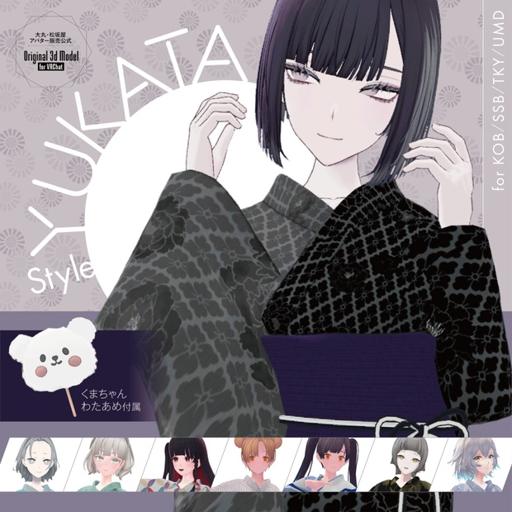 大丸・松坂屋
アバター販売公式
Original 3d Model
for VRChat
YUKATA
Style
for KOB/SSB/TKY/UMD
くまちゃん
わたあめ付属